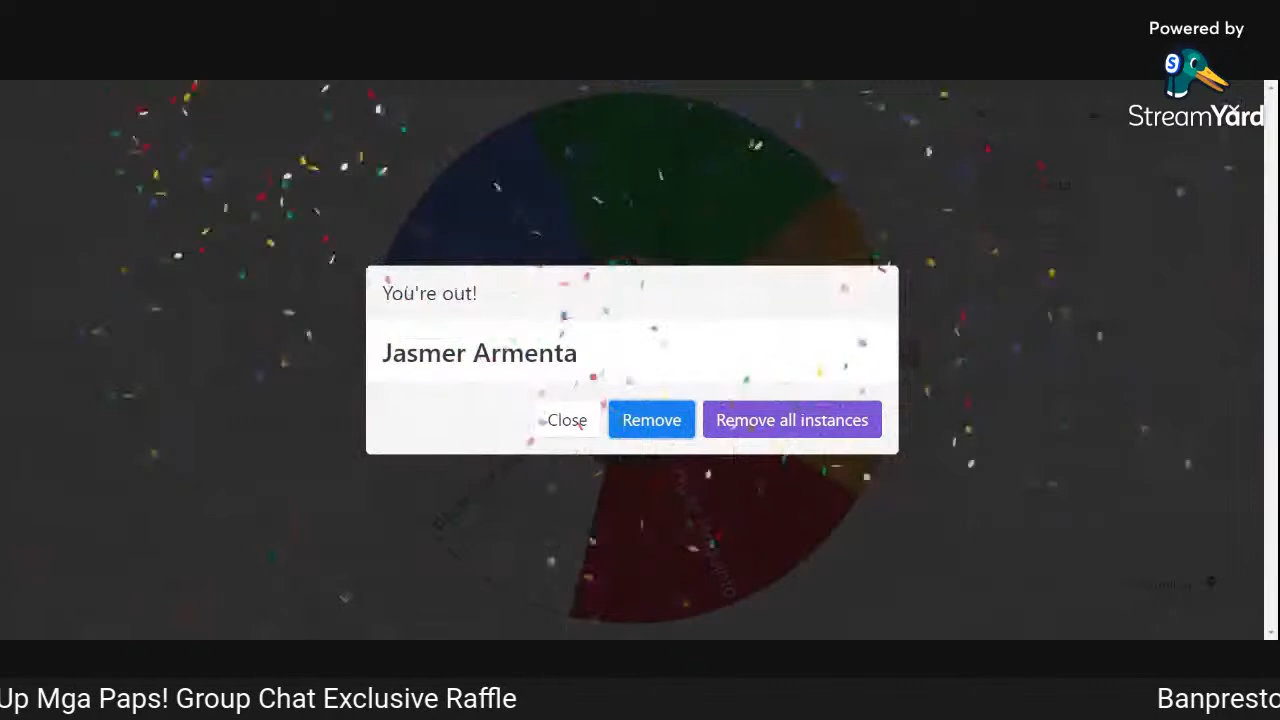 Powered by
StreamYard
You're out!
Jasmer Armenta
Close
Remove
Remove all instances
Up Mga Paps! Group Chat Exclusive Raffle
Banpresto